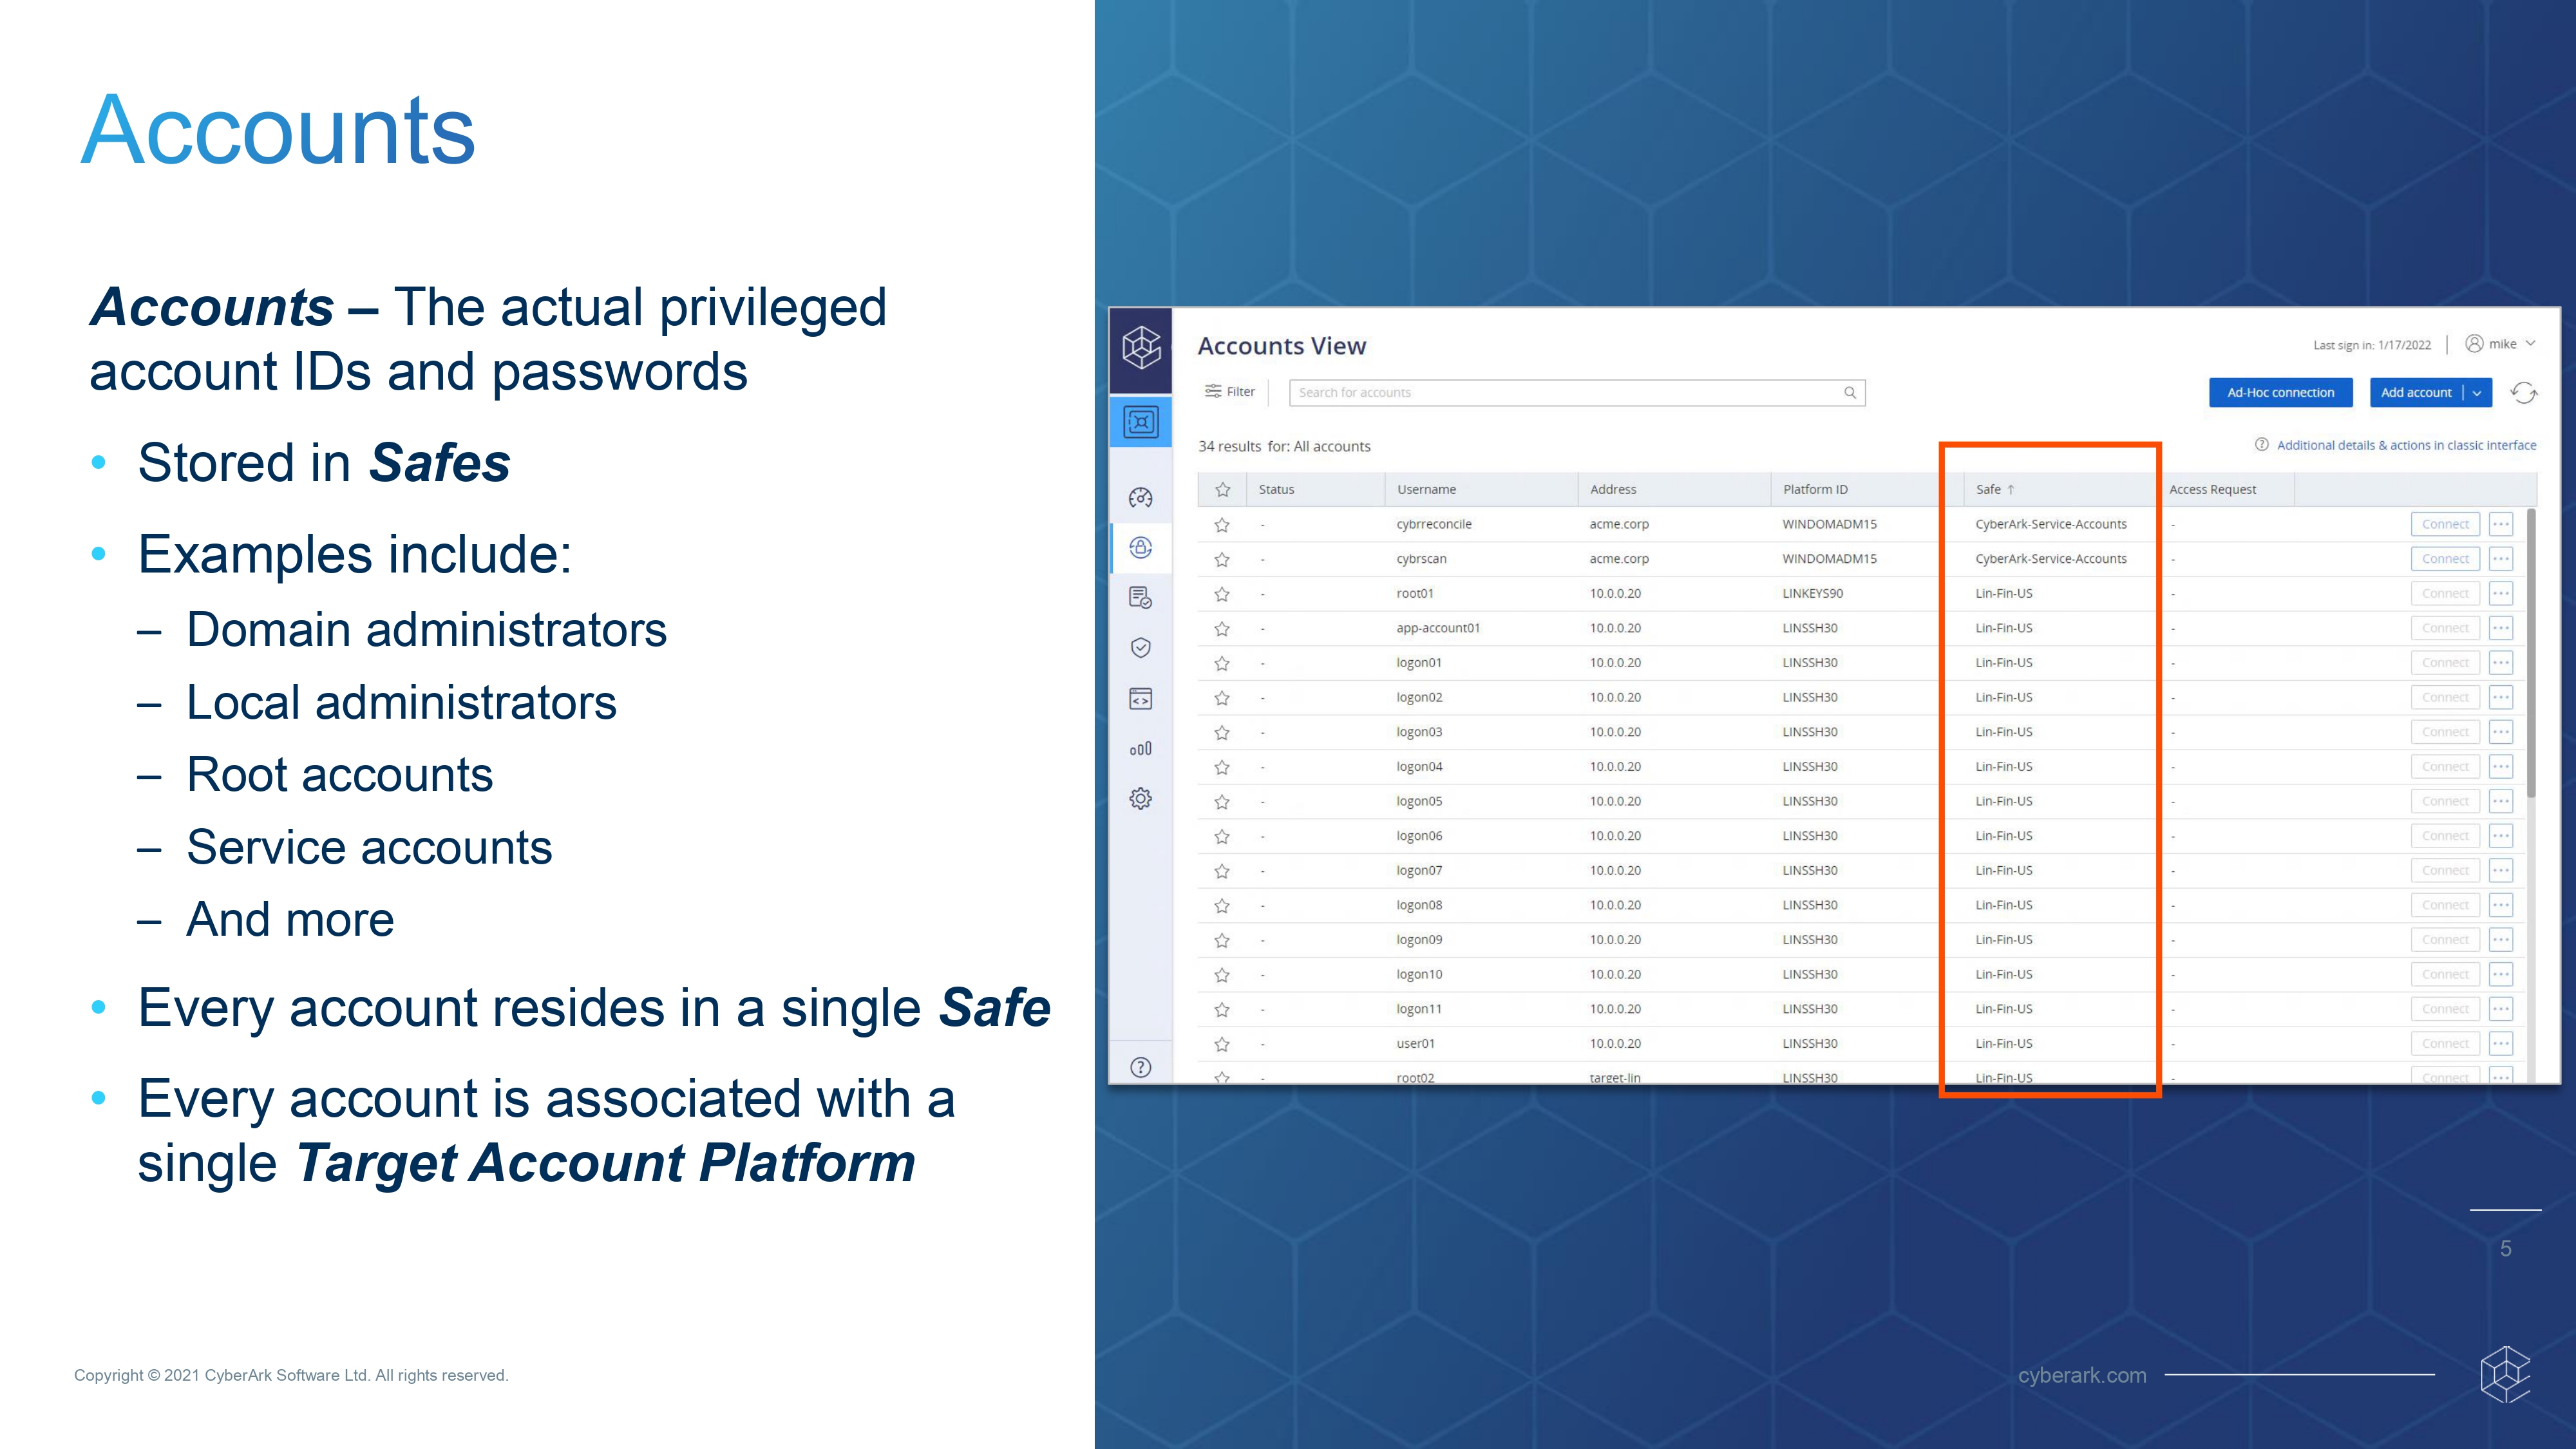 Accounts
Accounts – The actual privileged
account IDs and passwords
• Stored in Safes
• Examples include:
– Domain administrators
– Local administrators
– Root accounts
– Service accounts
– And more
• Every account resides in a single Safe
• Every account is associated with a
single Target Account Platform
Copyright © 2021 CyberArk Software Ltd. All rights reserved.
Accounts View
Last sign in: 1/17/2022 | mike
Filter Search for accounts Ad-Hoc connection Add account
34 results for: All accounts Additional details & actions in classic interface
Status Username Address Platform ID Safe ↑ Access Request
- cybrreconcile acme.corp WINDOMADM15 CyberArk-Service-Accounts - Connect ...
- cybrscan acme.corp WINDOMADM15 CyberArk-Service-Accounts - Connect ...
- root01 10.0.0.20 LINKEYS90 Lin-Fin-US - Connect ...
- app-account01 10.0.0.20 LINSSH30 Lin-Fin-US - Connect ...
- logon01 10.0.0.20 LINSSH30 Lin-Fin-US - Connect ...
- logon02 10.0.0.20 LINSSH30 Lin-Fin-US - Connect ...
- logon03 10.0.0.20 LINSSH30 Lin-Fin-US - Connect ...
- logon04 10.0.0.20 LINSSH30 Lin-Fin-US - Connect ...
- logon05 10.0.0.20 LINSSH30 Lin-Fin-US - Connect ...
- logon06 10.0.0.20 LINSSH30 Lin-Fin-US - Connect ...
- logon07 10.0.0.20 LINSSH30 Lin-Fin-US - Connect ...
- logon08 10.0.0.20 LINSSH30 Lin-Fin-US - Connect ...
- logon09 10.0.0.20 LINSSH30 Lin-Fin-US - Connect ...
- logon10 10.0.0.20 LINSSH30 Lin-Fin-US - Connect ...
- logon11 10.0.0.20 LINSSH30 Lin-Fin-US - Connect ...
- user01 10.0.0.20 LINSSH30 Lin-Fin-US - Connect ...
- root02 target-lin LINSSH30 Lin-Fin-US - Connect ...
5
cyberark.com